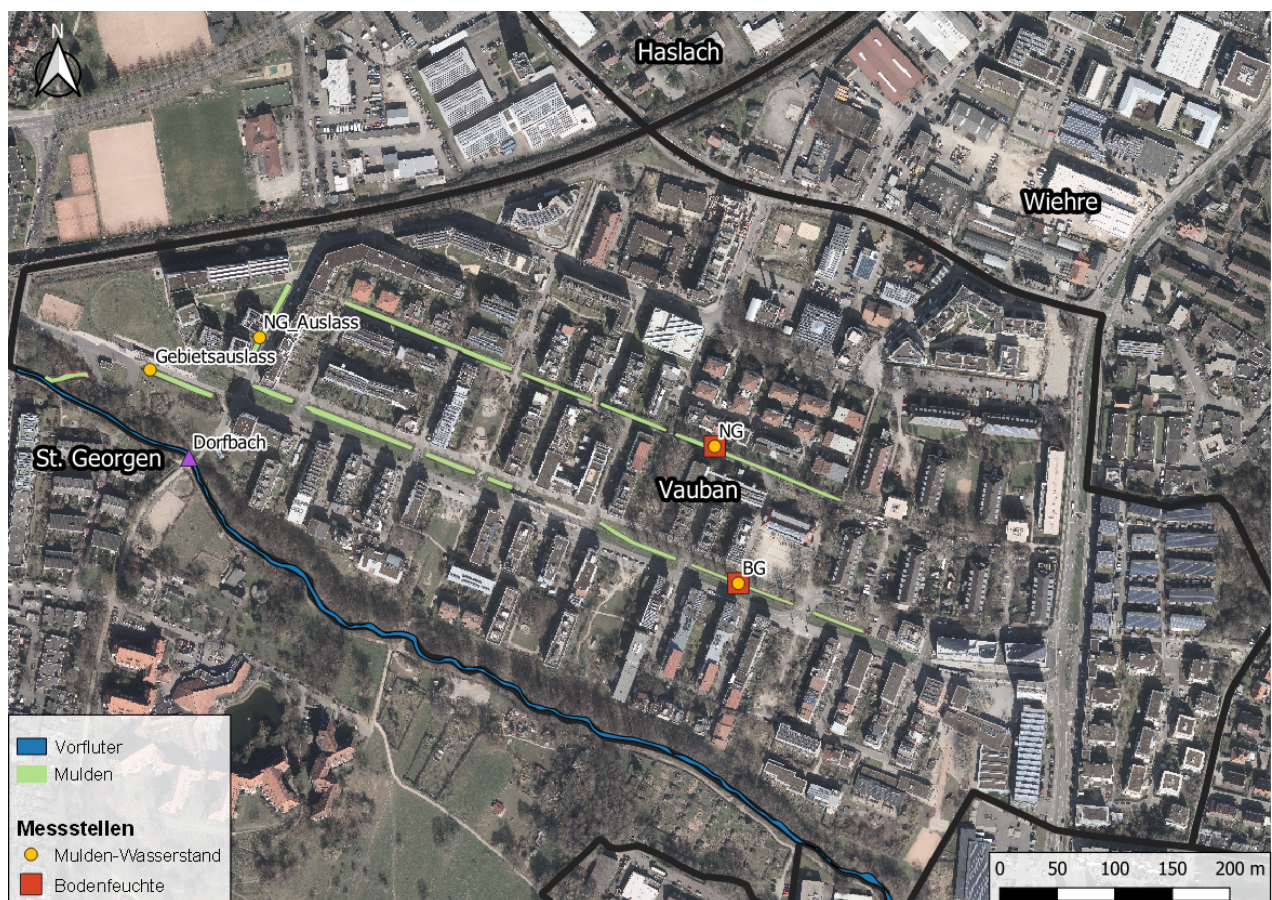 N
Haslach
Wiehre
NG_Auslass
Gebietsauslass
NG
Dorfbach
St. Georgen
Vauban
BG
Vorfluter
Mulden
Messstellen
Mulden-Wasserstand
Bodenfeuchte
0 50 100 150 200 m